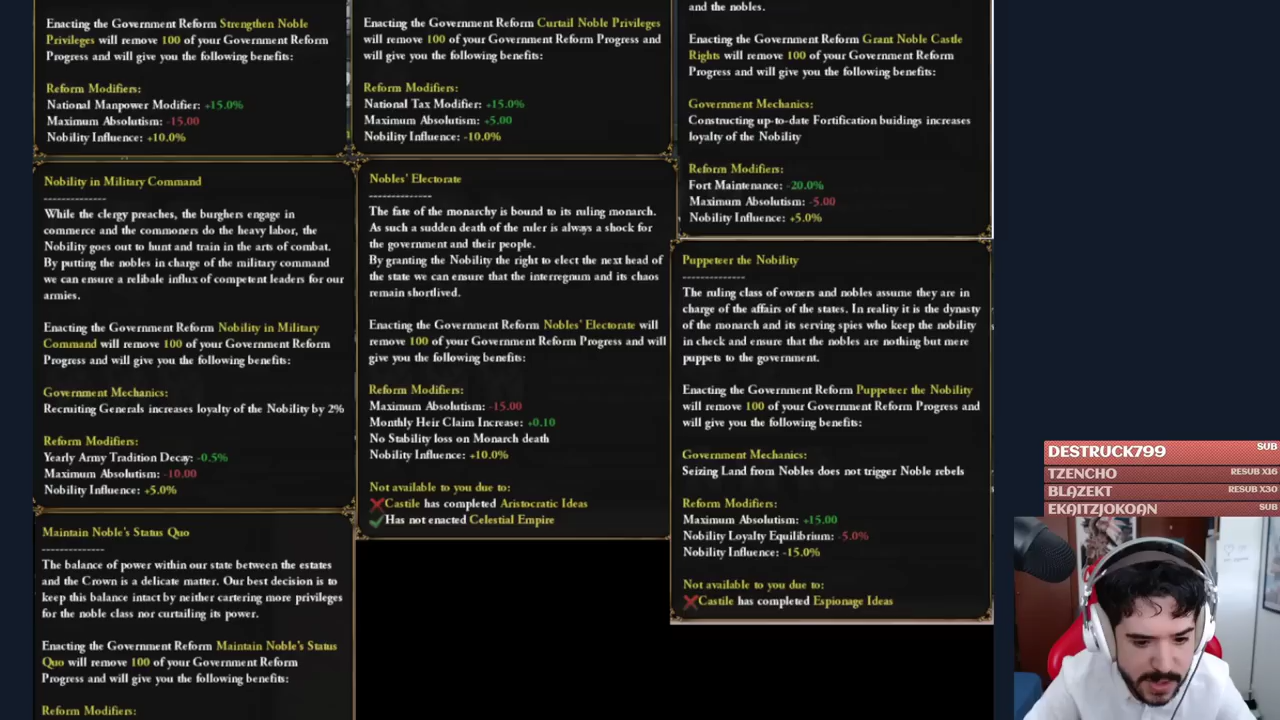 Enacting the Government Reform Strengthen Noble
Privileges will remove 100 of your Government Reform
Progress and will give you the following benefits:
Reform Modifiers:
National Manpower Modifier: +15.0%
Maximum Absolutism: -15.00
Nobility Influence: +10.0%
Enacting the Government Reform Curtail Noble Privileges
will remove 100 of your Government Reform Progress and
will give you the following benefits:
Reform Modifiers:
National Tax Modifier: +15.0%
Maximum Absolutism: +5.00
Nobility Influence: -10.0%
and the nobles.
Enacting the Government Reform Grant Noble Castle
Rights will remove 100 of your Government Reform
Progress and will give you the following benefits:
Government Mechanics:
Constructing up-to-date Fortification buidings increases
loyalty of the Nobility
Reform Modifiers:
Fort Maintenance: -20.0%
Maximum Absolutism: -5.00
Nobility Influence: +5.0%
Nobility in Military Command
--------------
While the clergy preaches, the burghers engage in
commerce and the commoners do the heavy labor, the
Nobility goes out to hunt and train in the arts of combat.
By putting the nobles in charge of the military command
we can ensure a relibale influx of competent leaders for our
armies.
Enacting the Government Reform Nobility in Military
Command will remove 100 of your Government Reform
Progress and will give you the following benefits:
Government Mechanics:
Recruiting Generals increases loyalty of the Nobility by 2%
Reform Modifiers:
Yearly Army Tradition Decay: -0.5%
Maximum Absolutism: -10.00
Nobility Influence: +5.0%
Nobles' Electorate
--------------
The fate of the monarchy is bound to its ruling monarch.
As such a sudden death of the ruler is always a shock for
the government and their people.
By granting the Nobility the right to elect the next head of
the state we can ensure that the interregnum and its chaos
remain shortlived.
Enacting the Government Reform Nobles' Electorate will
remove 100 of your Government Reform Progress and will
give you the following benefits:
Reform Modifiers:
Maximum Absolutism: -15.00
Monthly Heir Claim Increase: +0.10
No Stability loss on Monarch death
Nobility Influence: +10.0%
Not available to you due to:
Castile has completed Aristocratic Ideas
Has not enacted Celestial Empire
Puppeteer the Nobility
--------------
The ruling class of owners and nobles assume they are in
charge of the affairs of the states. In reality it is the dynasty
of the monarch and its serving spies who keep the nobility
in check and ensure that the nobles are nothing but mere
puppets to the government.
Enacting the Government Reform Puppeteer the Nobility
will remove 100 of your Government Reform Progress and
will give you the following benefits:
Government Mechanics:
Seizing Land from Nobles does not trigger Noble rebels
Reform Modifiers:
Maximum Absolutism: +15.00
Nobility Loyalty Equilibrium: -5.0%
Nobility Influence: -15.0%
Not available to you due to:
Castile has completed Espionage Ideas
Maintain Noble's Status Quo
--------------
The balance of power within our state between the estates
and the Crown is a delicate matter. Our best decision is to
keep this balance intact by neither cartering more privileges
for the noble class nor curtailing its power.
Enacting the Government Reform Maintain Noble's Status
Quo will remove 100 of your Government Reform
Progress and will give you the following benefits:
Reform Modifiers:
DESTRUCK799 SUB
TZENCHO RESUB X16
BLAZEKT RESUB X30
EKAITZJOKOAN SUB